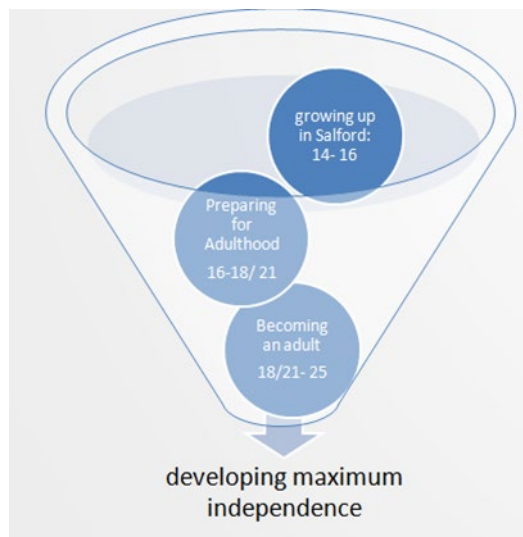 growing up
in Salford:
14- 16
Preparing
for
Adulthood
16-18/ 21
Becoming
an adult
18/21- 25
developing maximum
independence